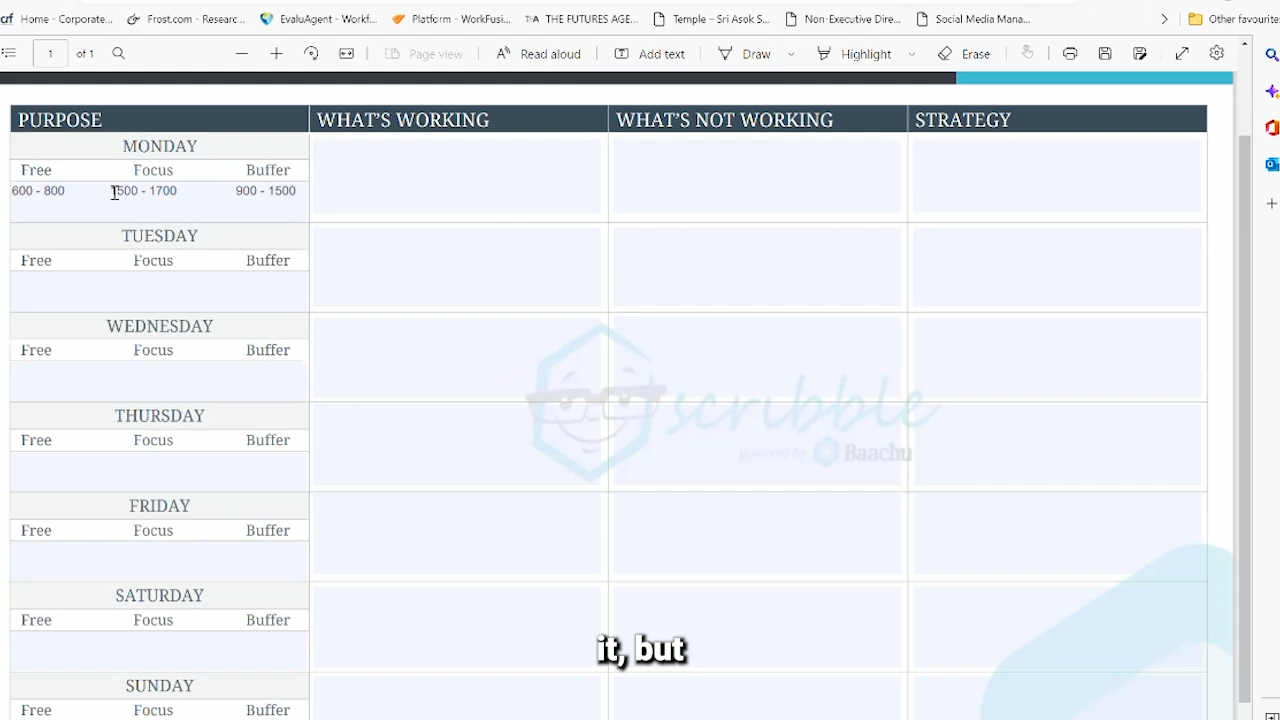 cf Home - Corporate... Frost.com - Researc... EvaluAgent - Workf... Platform - WorkFusi... THE FUTURES AGE... Temple – Sri Asok S... Non-Executive Dire... Social Media Mana... Other favourite
1 of 1 Page view Read aloud Add text Draw Highlight Erase
PURPOSE WHAT'S WORKING WHAT'S NOT WORKING STRATEGY
MONDAY
Free Focus Buffer
600 - 800 1500 - 1700 900 - 1500
TUESDAY
Free Focus Buffer
WEDNESDAY
Free Focus Buffer
scribble
powered by Baachu
THURSDAY
Free Focus Buffer
FRIDAY
Free Focus Buffer
SATURDAY
Free Focus Buffer
it, but
SUNDAY
Free Focus Buffer